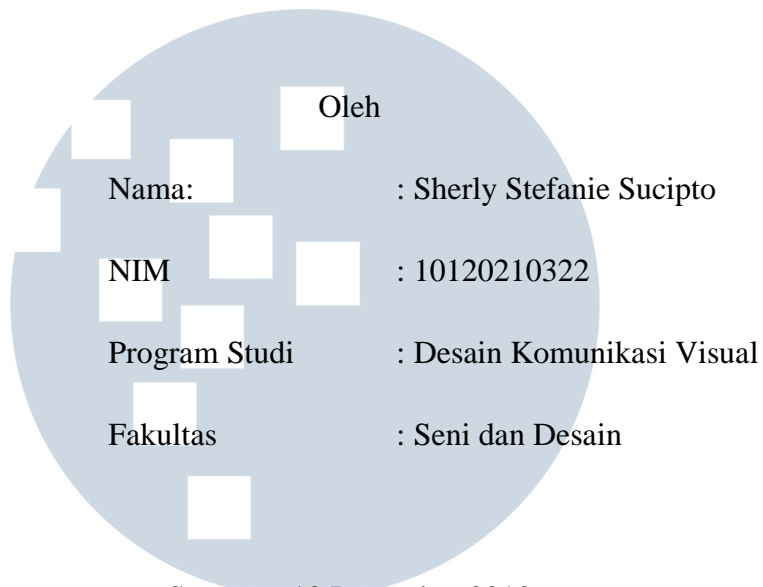 Oleh
Nama: : Sherly Stefanie Sucipto
NIM : 10120210322
Program Studi : Desain Komunikasi Visual
Fakultas : Seni dan Desain